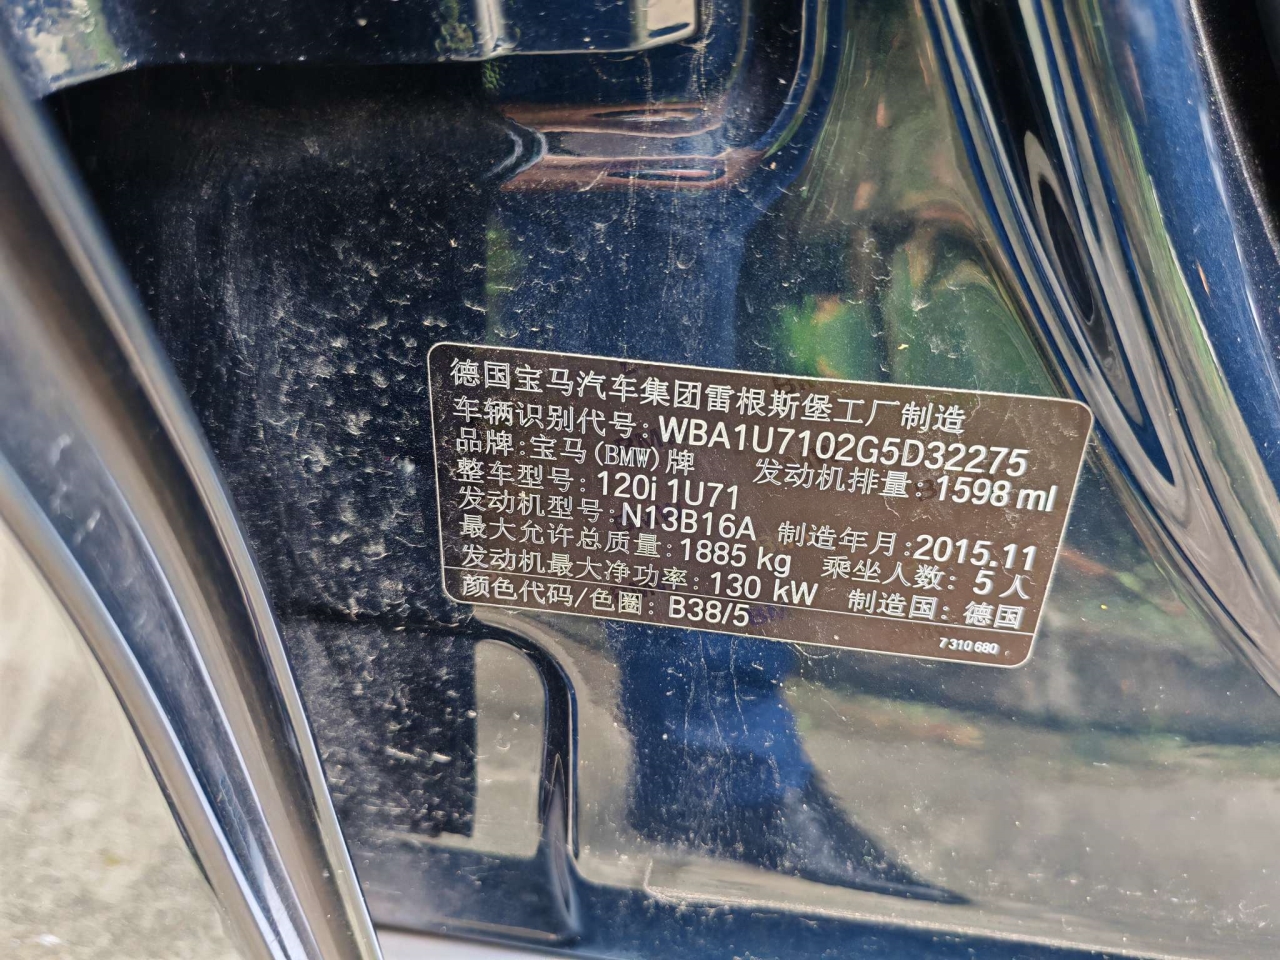 德国宝马汽车集团雷根斯堡工厂制造
车辆识别代号:WBA1U7102G5D32275
品牌:宝马(BMW)牌 发动机排量:1598 ml
整车型号:120i 1U71
发动机型号:N13B16A 制造年月:2015.11
最大允许总质量:1885 kg 乘坐人数:5人
发动机最大净功率:130 kW 制造国:德国
颜色代码/色圈:B38/5
7 310 680